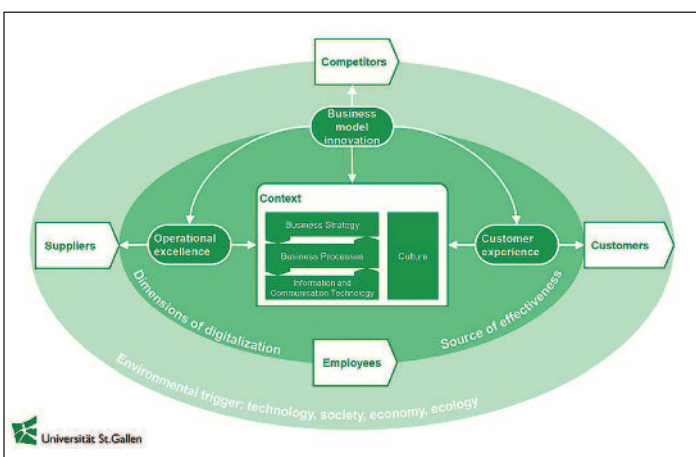 Competitors
Business
model
innovation
Context
Business Strategy
Business Processes
Information and
Communication Technology
Culture
Suppliers
Operational
excellence
Customer
experience
Customers
Dimensions of digitalization
Source of effectiveness
Employees
Environmental trigger: technology, society, economy, ecology
Universität St.Gallen